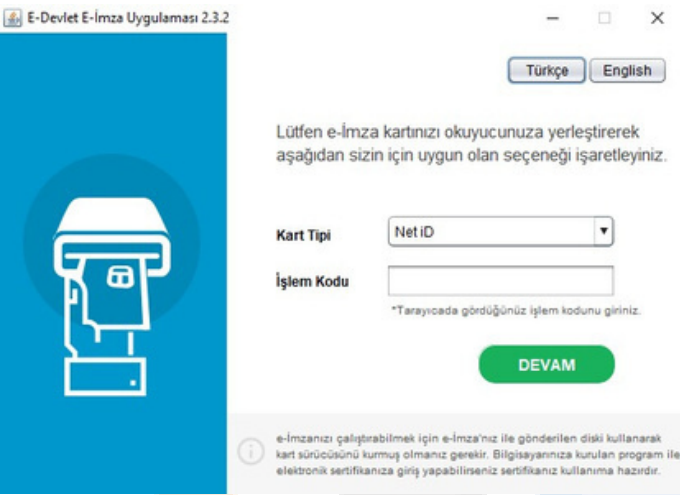 E-Devlet E-İmza Uygulaması 2.3.2
Türkçe English
Lütfen e-İmza kartınızı okuyucunuza yerleştirerek
aşağıdan sizin için uygun olan seçeneği işaretleyiniz.
Kart Tipi NetiD
İşlem Kodu
*Tarayıcada gördüğünüz işlem kodunu giriniz.
DEVAM
e-İmzanızı çalıştırabilmek için e-İmza'nız ile gönderilen diski kullanarak
kart sürücüsünü kurmuş olmanız gerekir. Bilgisayarınıza kurulan program ile
elektronik sertifikanıza giriş yapabilirseniz sertifikanız kullanıma hazırdır.